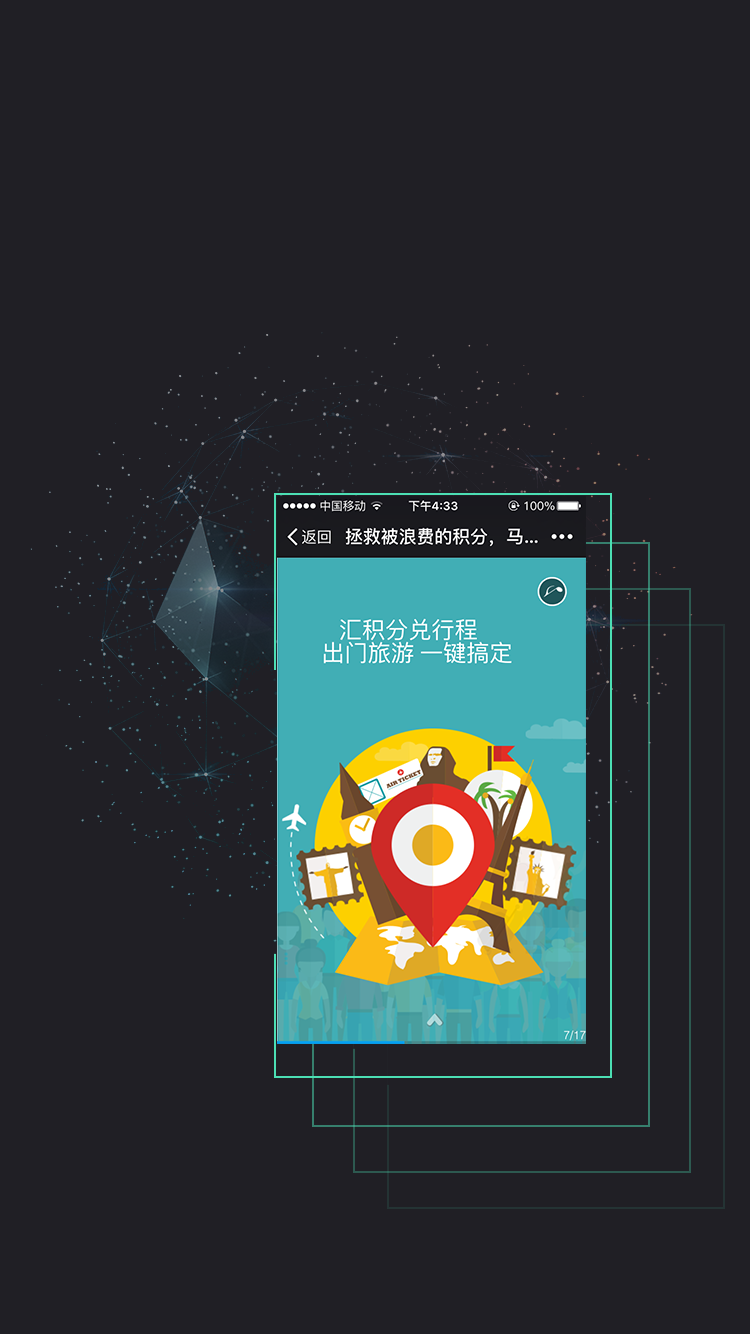 中国移动 下午4:33 100%
返回 拯救被浪费的积分，马...
汇积分兑行程
出门旅游 一键搞定
AIR TICKET
7/17